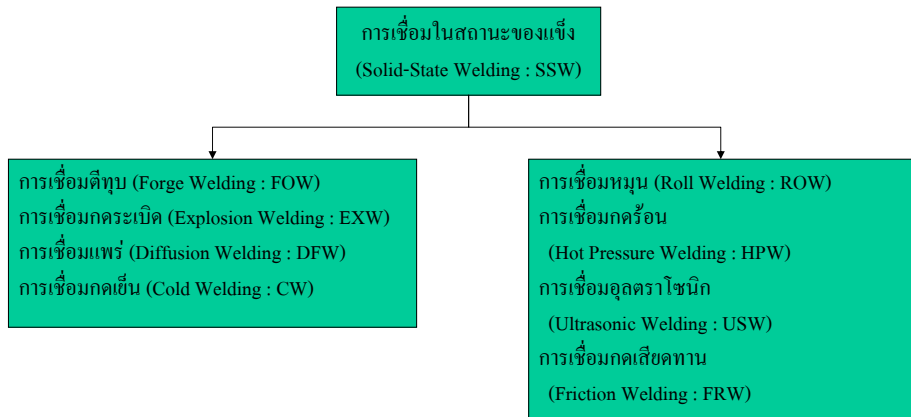 การเชื่อมในสถานะของแข็ง
(Solid-State Welding : SSW)
การเชื่อมตีทุบ (Forge Welding : FOW)
การเชื่อมกดระเบิด (Explosion Welding : EXW)
การเชื่อมแพร่ (Diffusion Welding : DFW)
การเชื่อมกดเย็น (Cold Welding : CW)
การเชื่อมหมุน (Roll Welding : ROW)
การเชื่อมกดร้อน
(Hot Pressure Welding : HPW)
การเชื่อมอุลตราโซนิก
(Ultrasonic Welding : USW)
การเชื่อมกดเสียดทาน
(Friction Welding : FRW)